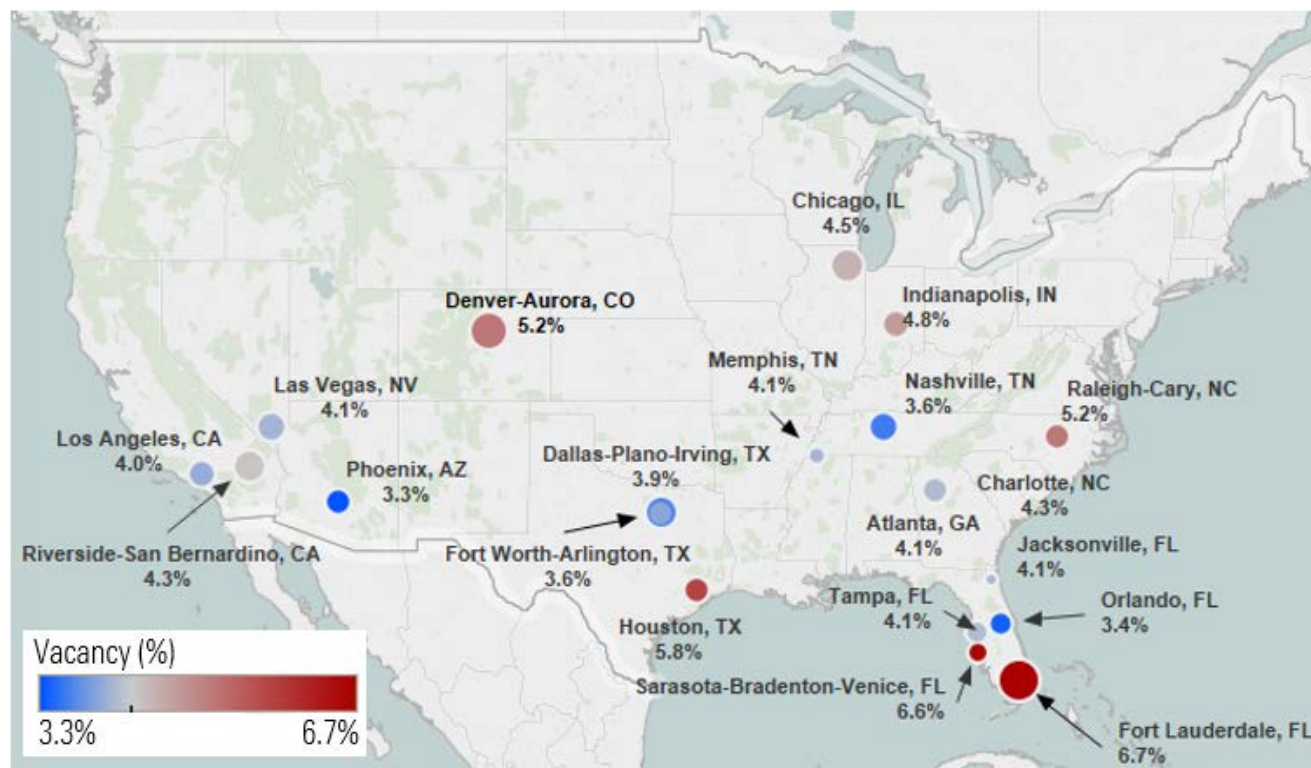 Chicago, IL
4.5%
Denver-Aurora, CO
5.2%
Indianapolis, IN
4.8%
Memphis, TN
4.1%
Nashville, TN
3.6%
Raleigh-Cary, NC
5.2%
Las Vegas, NV
4.1%
Los Angeles, CA
4.0%
Phoenix, AZ
3.3%
Dallas-Plano-Irving, TX
3.9%
Charlotte, NC
4.3%
Atlanta, GA
4.1%
Riverside-San Bernardino, CA
4.3%
Fort Worth-Arlington, TX
3.6%
Jacksonville, FL
4.1%
Tampa, FL
4.1%
Orlando, FL
3.4%
Houston, TX
5.8%
Sarasota-Bradenton-Venice, FL
6.6%
Fort Lauderdale, FL
6.7%
Vacancy (%)
3.3% 6.7%